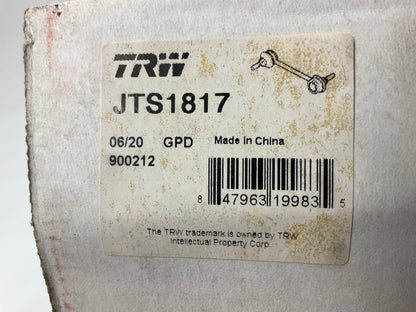 TRW
JTS1817
06/20 GPD Made in China
900212
8 47963 19983 5
The TRW trademark is owned by TRW
Intellectual Property Corp.